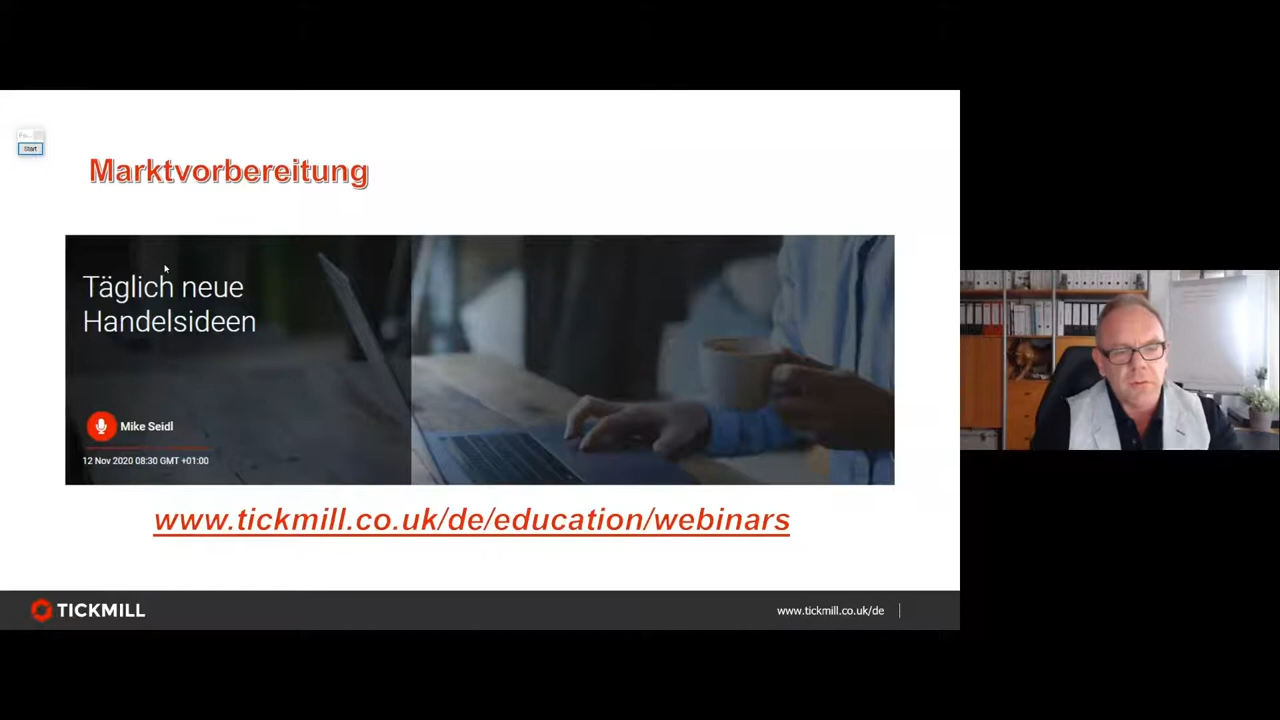 Start
Marktvorbereitung
Täglich neue
Handelsideen
Mike Seidl
12 Nov 2020 08:30 GMT +01:00
www.tickmill.co.uk/de/education/webinars
TICKMILL
www.tickmill.co.uk/de